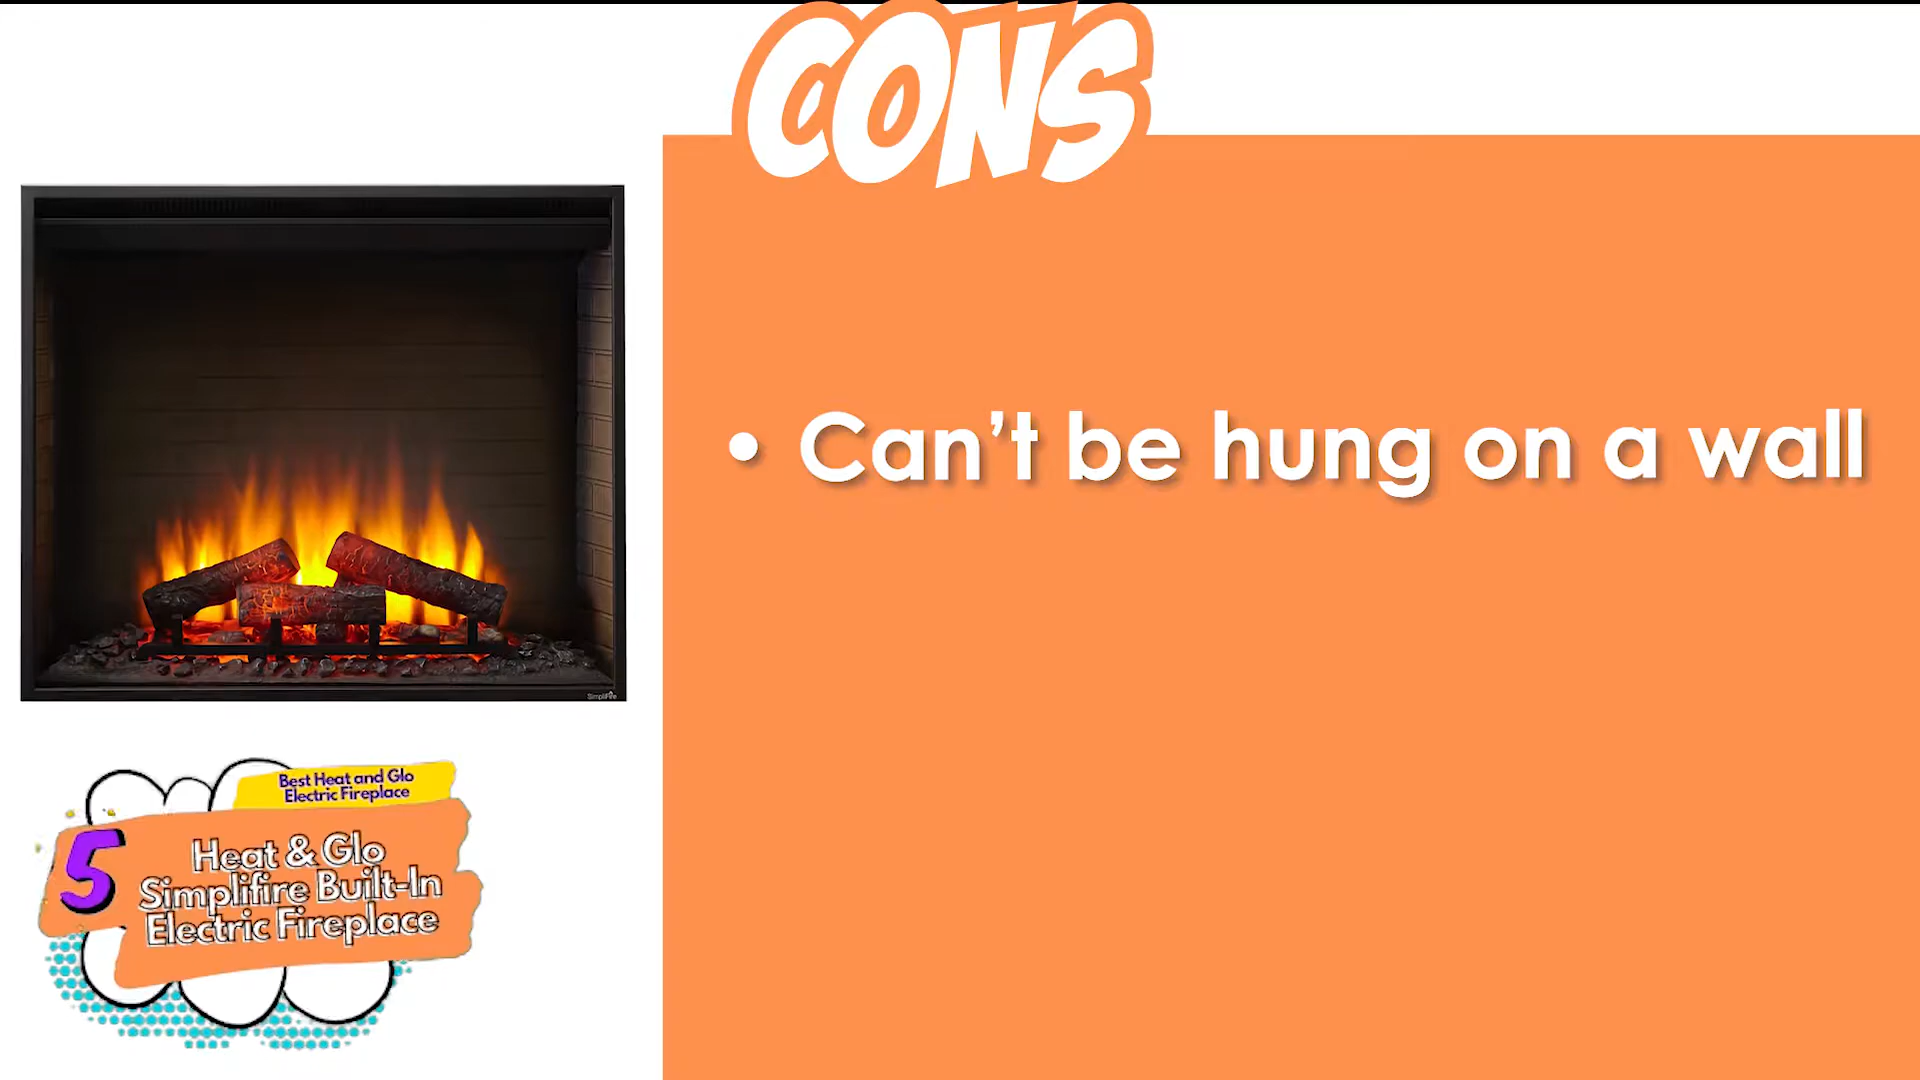 CONS
• Can’t be hung on a wall
SimpliFire
Best Heat and Glo
Electric Fireplace
5
Heat & Glo
Simplifire Built-In
Electric Fireplace